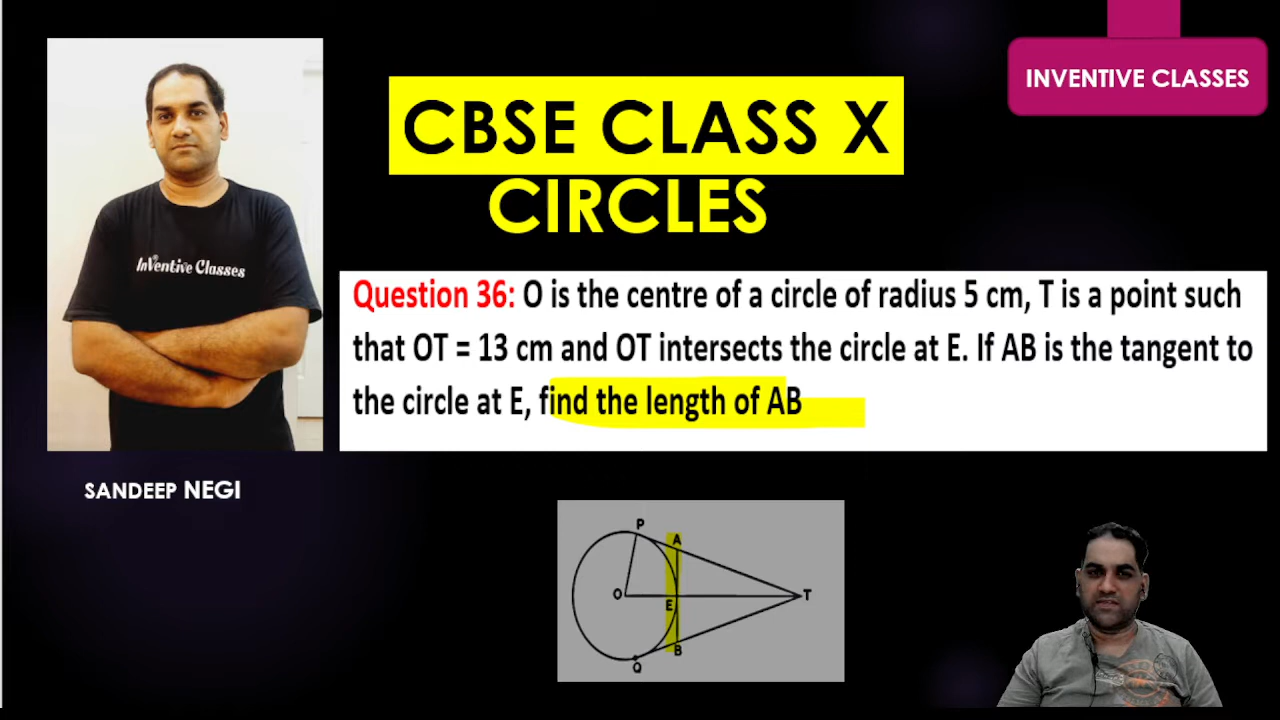 INVENTIVE CLASSES
CBSE CLASS X
CIRCLES
InVentive Classes
Question 36: O is the centre of a circle of radius 5 cm, T is a point such
that OT = 13 cm and OT intersects the circle at E. If AB is the tangent to
the circle at E, find the length of AB
SANDEEP NEGI
P
A
O
E
T
B
Q